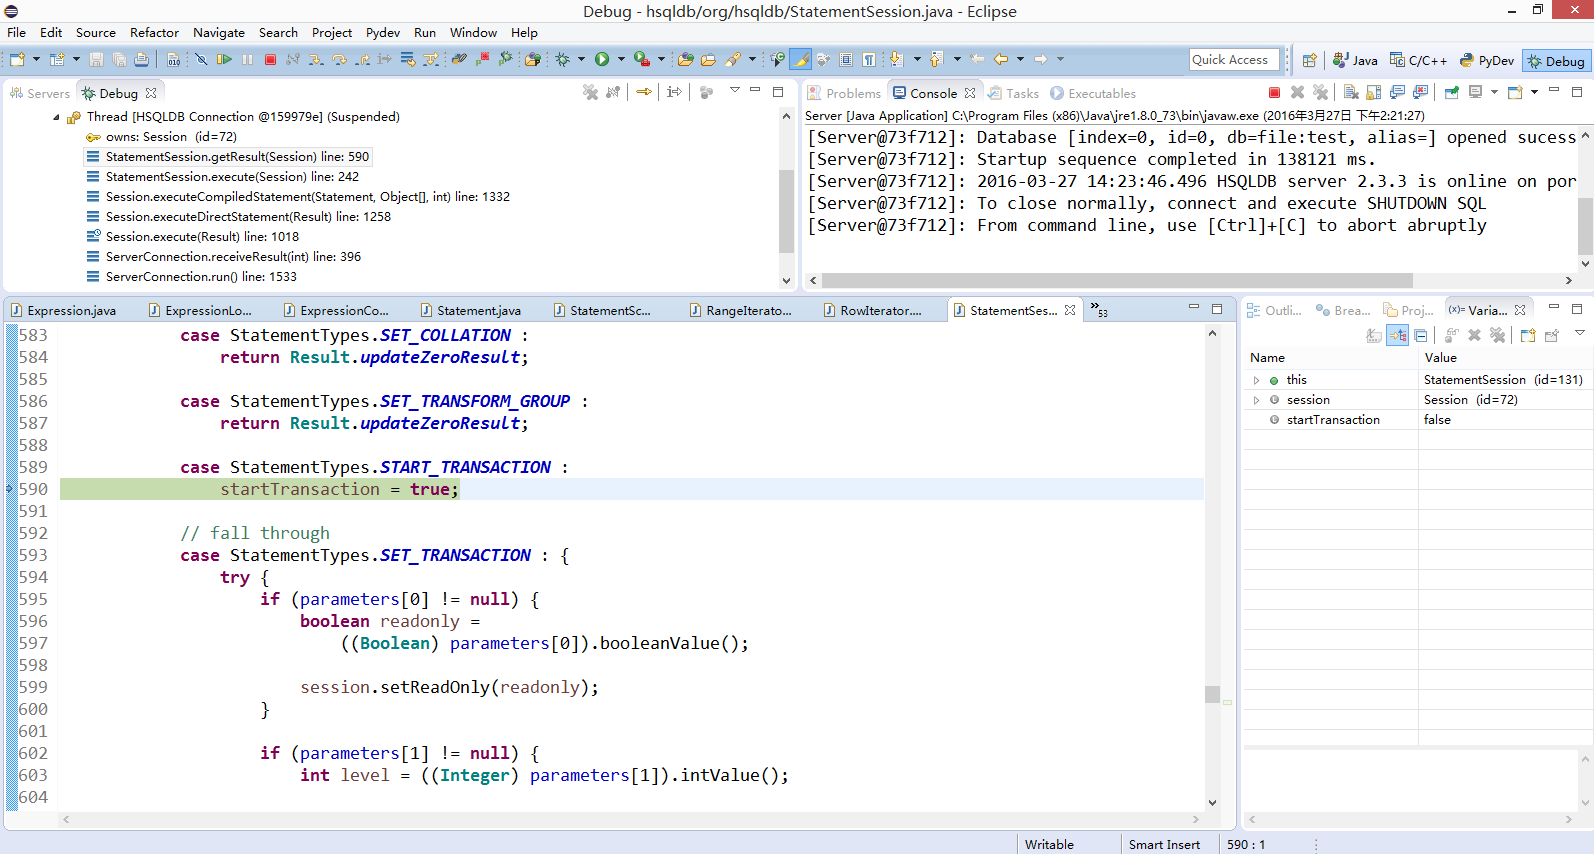 Debug - hsqldb/org/hsqldb/StatementSession.java - Eclipse
File Edit Source Refactor Navigate Search Project Pydev Run Window Help
Quick Access Java C/C++ PyDev Debug
Servers Debug
Thread [HSQLDB Connection @159979e] (Suspended)
owns: Session (id=72)
StatementSession.getResult(Session) line: 590
StatementSession.execute(Session) line: 242
Session.executeCompiledStatement(Statement, Object[], int) line: 1332
Session.executeDirectStatement(Result) line: 1258
Session.execute(Result) line: 1018
ServerConnection.receiveResult(int) line: 396
ServerConnection.run() line: 1533
Problems Console Tasks Executables
Server [Java Application] C:\Program Files (x86)\Java\jre1.8.0_73\bin\javaw.exe (2016年3月27日 下午2:21:27)
[Server@73f712]: Database [index=0, id=0, db=file:test, alias=] opened sucess
[Server@73f712]: Startup sequence completed in 138121 ms.
[Server@73f712]: 2016-03-27 14:23:46.496 HSQLDB server 2.3.3 is online on por
[Server@73f712]: To close normally, connect and execute SHUTDOWN SQL
[Server@73f712]: From command line, use [Ctrl]+[C] to abort abruptly
Expression.java ExpressionLo... ExpressionCo... Statement.java StatementSc... RangeIterato... RowIterator.... StatementSes... »53
583 case StatementTypes.SET_COLLATION :
584 return Result.updateZeroResult;
585
586 case StatementTypes.SET_TRANSFORM_GROUP :
587 return Result.updateZeroResult;
588
589 case StatementTypes.START_TRANSACTION :
590 startTransaction = true;
591
592 // fall through
593 case StatementTypes.SET_TRANSACTION : {
594 try {
595 if (parameters[0] != null) {
596 boolean readonly =
597 ((Boolean) parameters[0]).booleanValue();
598
599 session.setReadOnly(readonly);
600 }
601
602 if (parameters[1] != null) {
603 int level = ((Integer) parameters[1]).intValue();
604
Outli... Brea... Proj... (x)= Varia...
Name Value
this StatementSession (id=131)
session Session (id=72)
startTransaction false
Writable Smart Insert 590 : 1